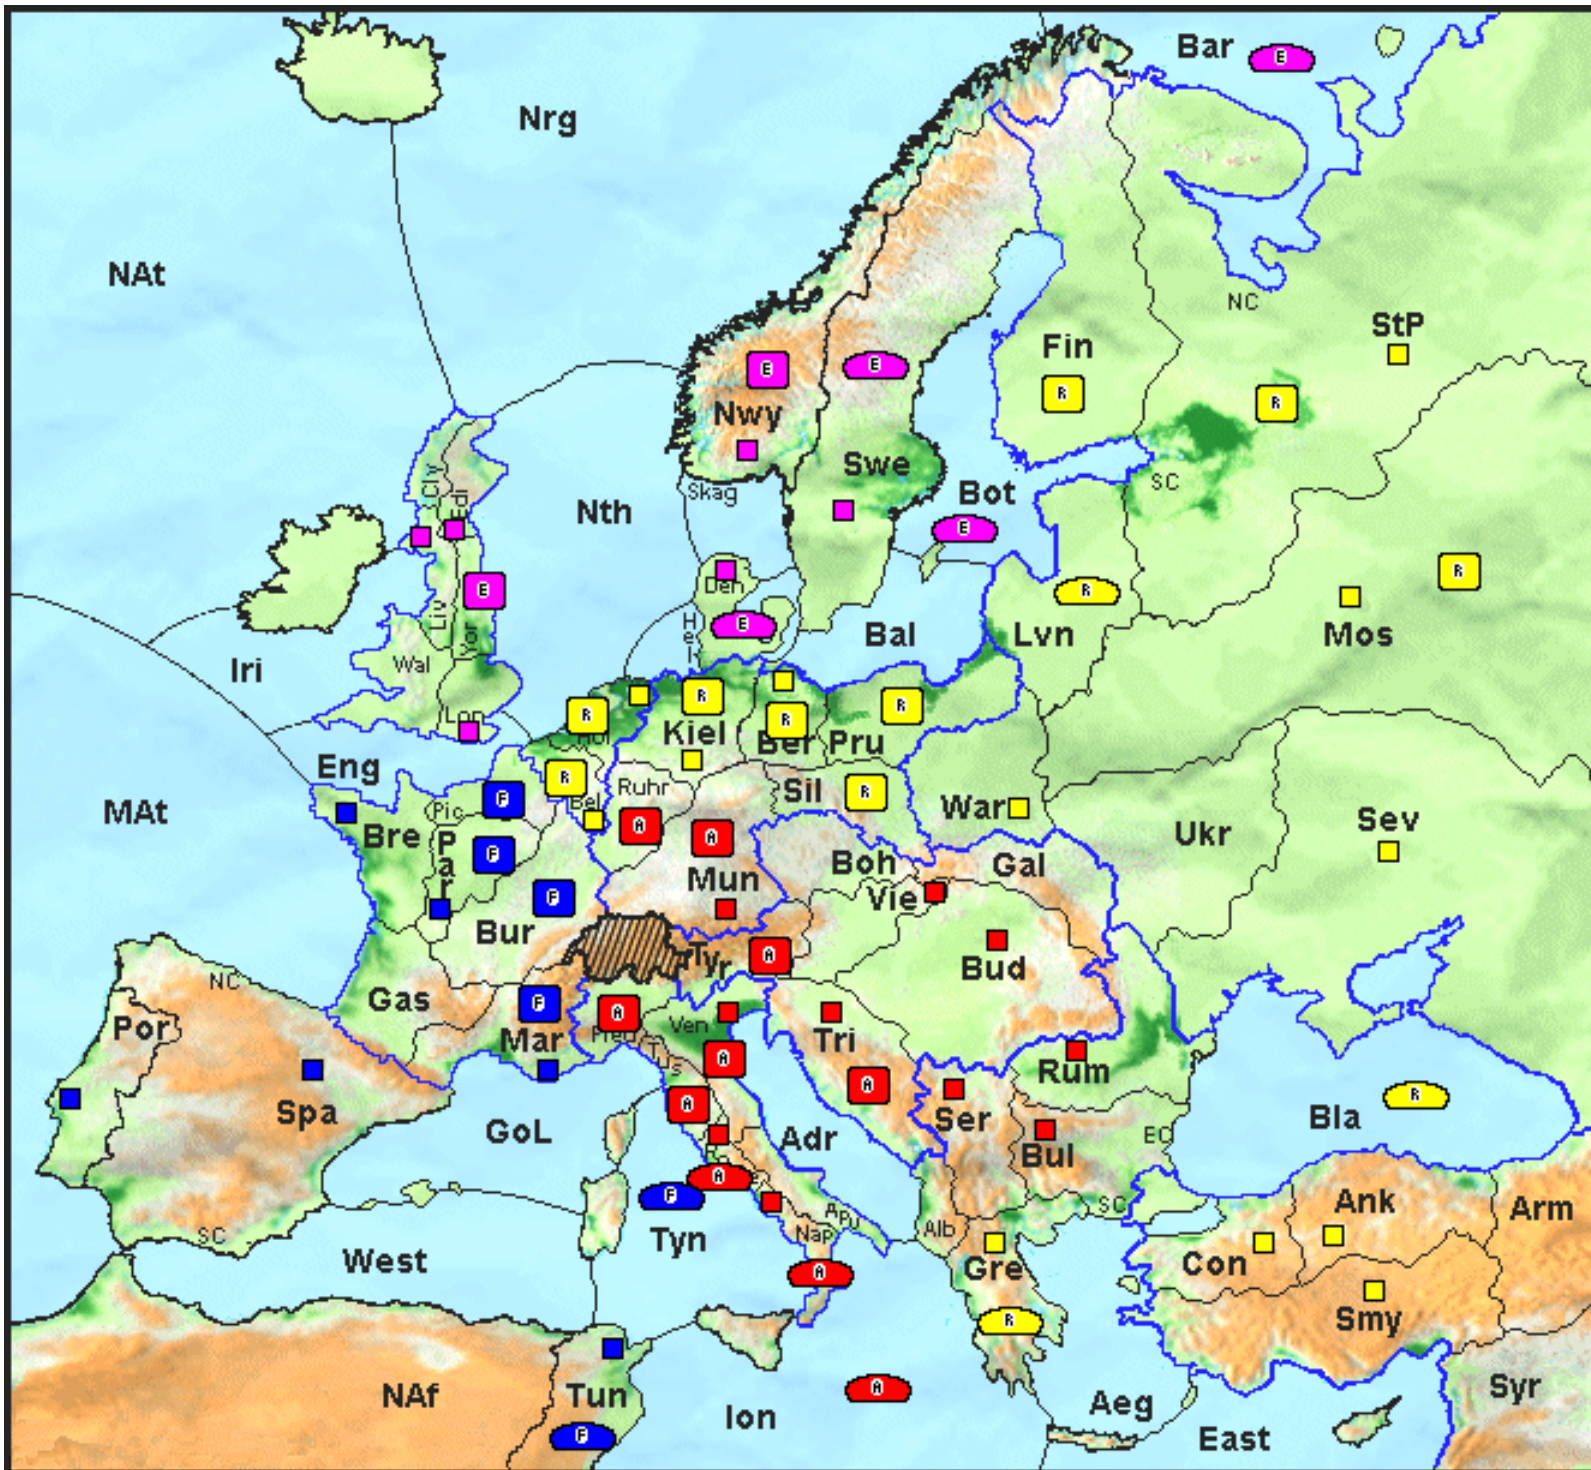 Bar
E
Nrg
NAt
NC
StP
Fin
E
E
R
R
Nwy
Swe
Skag
SC
Bot
Nth
Cly
Edi
E
R
R
Den
E
Hel
Bal
Lvn
Mos
Liv
Yor
Wal
Iri
Lon
R
R
R
R
Hol
Kiel
Ber
Pru
Eng
R
Ruhr
Sil
R
Bel
War
MAt
F
Pic
Bre
Par
F
A
A
Ukr
Sev
Boh
Gal
Mun
Vie
F
Bur
Tyr
A
Bud
NC
Gas
F
Mar
A
Pied
Ven
Tus
Tri
Por
Rum
A
A
Spa
A
GoL
Ser
Adr
Bul
EC
Bla
R
A
F
Tyn
Apu
Nap
Alb
SC
Ank
Arm
SC
West
Gre
Con
A
R
Smy
NAf
Tun
F
Ion
A
Aeg
East
Syr
E